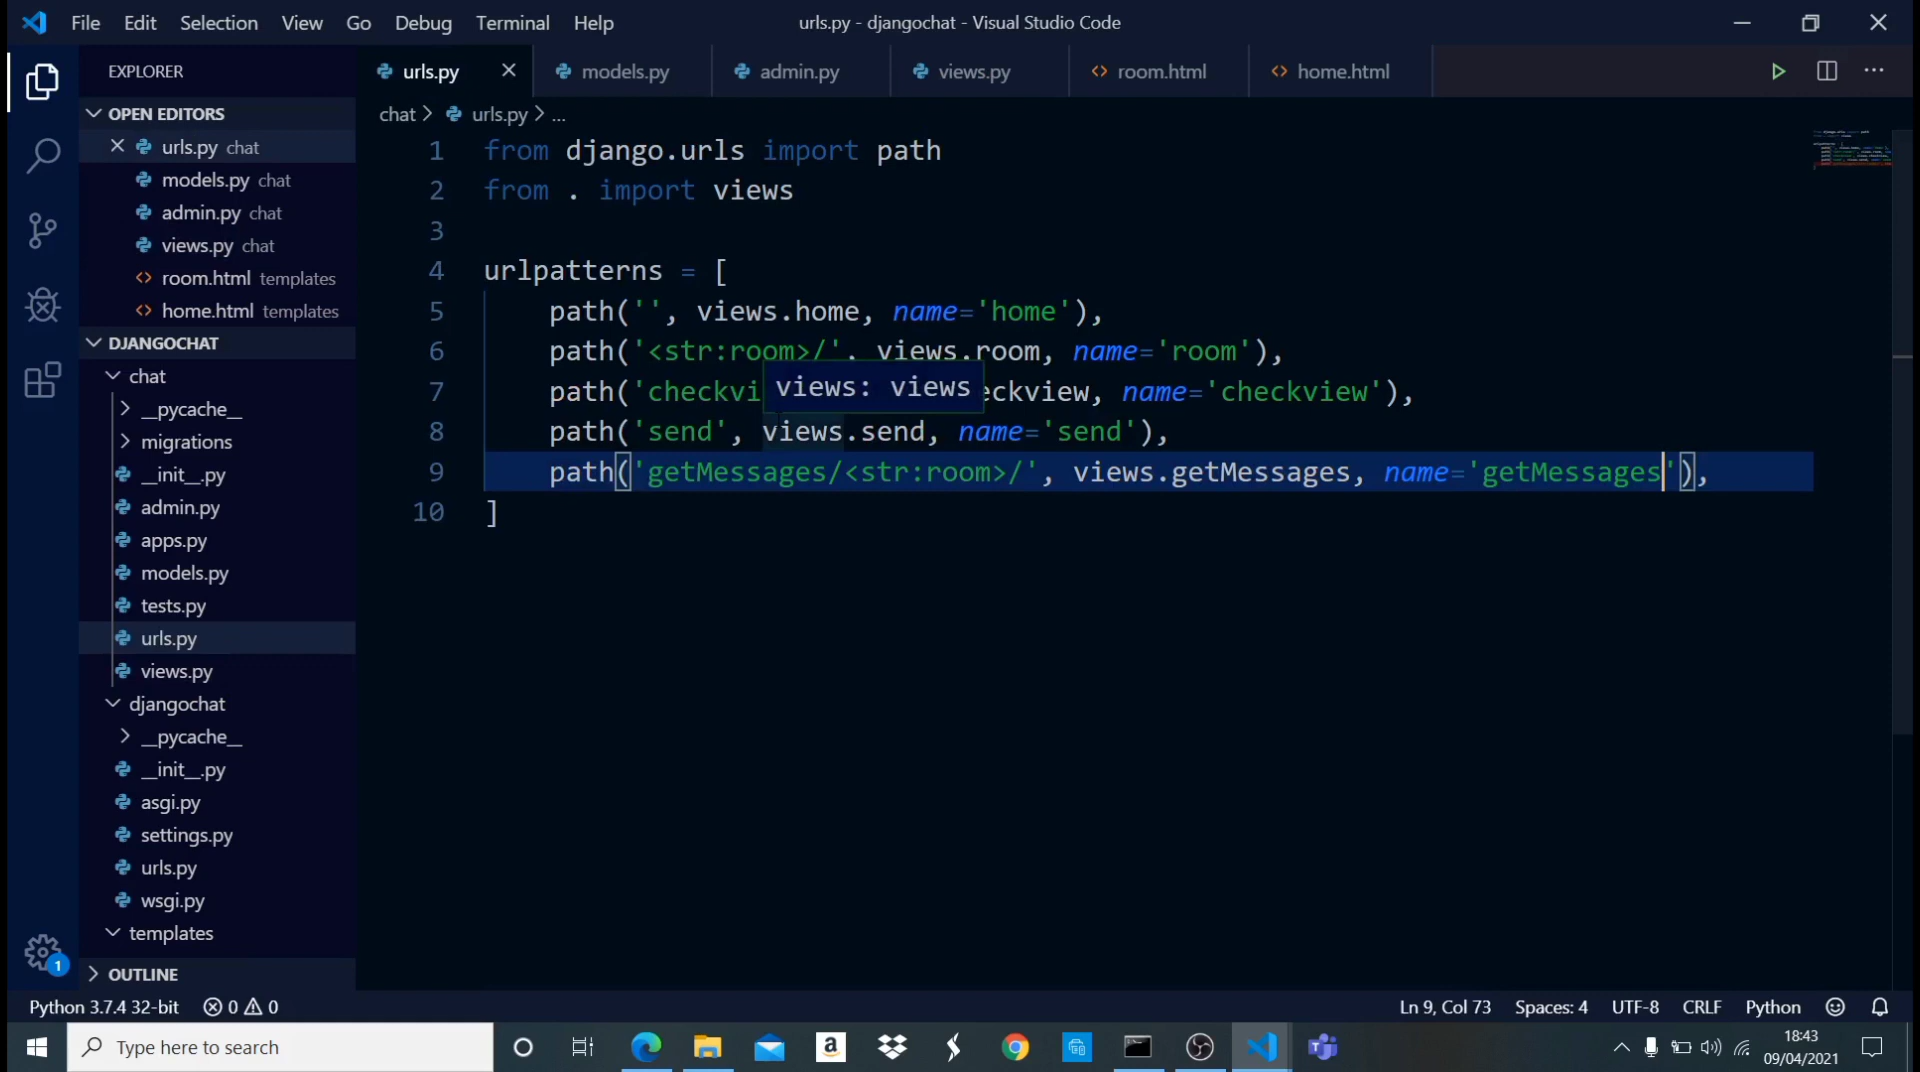 File Edit Selection View Go Debug Terminal Help
urls.py - djangochat - Visual Studio Code
EXPLORER
urls.py
models.py
admin.py
views.py
room.html
home.html
OPEN EDITORS
urls.py chat
models.py chat
admin.py chat
views.py chat
room.html templates
home.html templates
DJANGOCHAT
chat
__pycache__
migrations
__init__.py
admin.py
apps.py
models.py
tests.py
urls.py
views.py
djangochat
__pycache__
__init__.py
asgi.py
settings.py
urls.py
wsgi.py
templates
OUTLINE
chat > urls.py > ...
1 from django.urls import path
2 from . import views
3
4 urlpatterns = [
5 path('', views.home, name='home'),
6 path('<str:room>/', views.room, name='room'),
7 path('checkvi views: views eckview, name='checkview'),
8 path('send', views.send, name='send'),
9 path('getMessages/<str:room>/', views.getMessages, name='getMessages'),
10 ]
1
Python 3.7.4 32-bit 0 0
Ln 9, Col 73 Spaces: 4 UTF-8 CRLF Python
Type here to search
a
18:43
09/04/2021